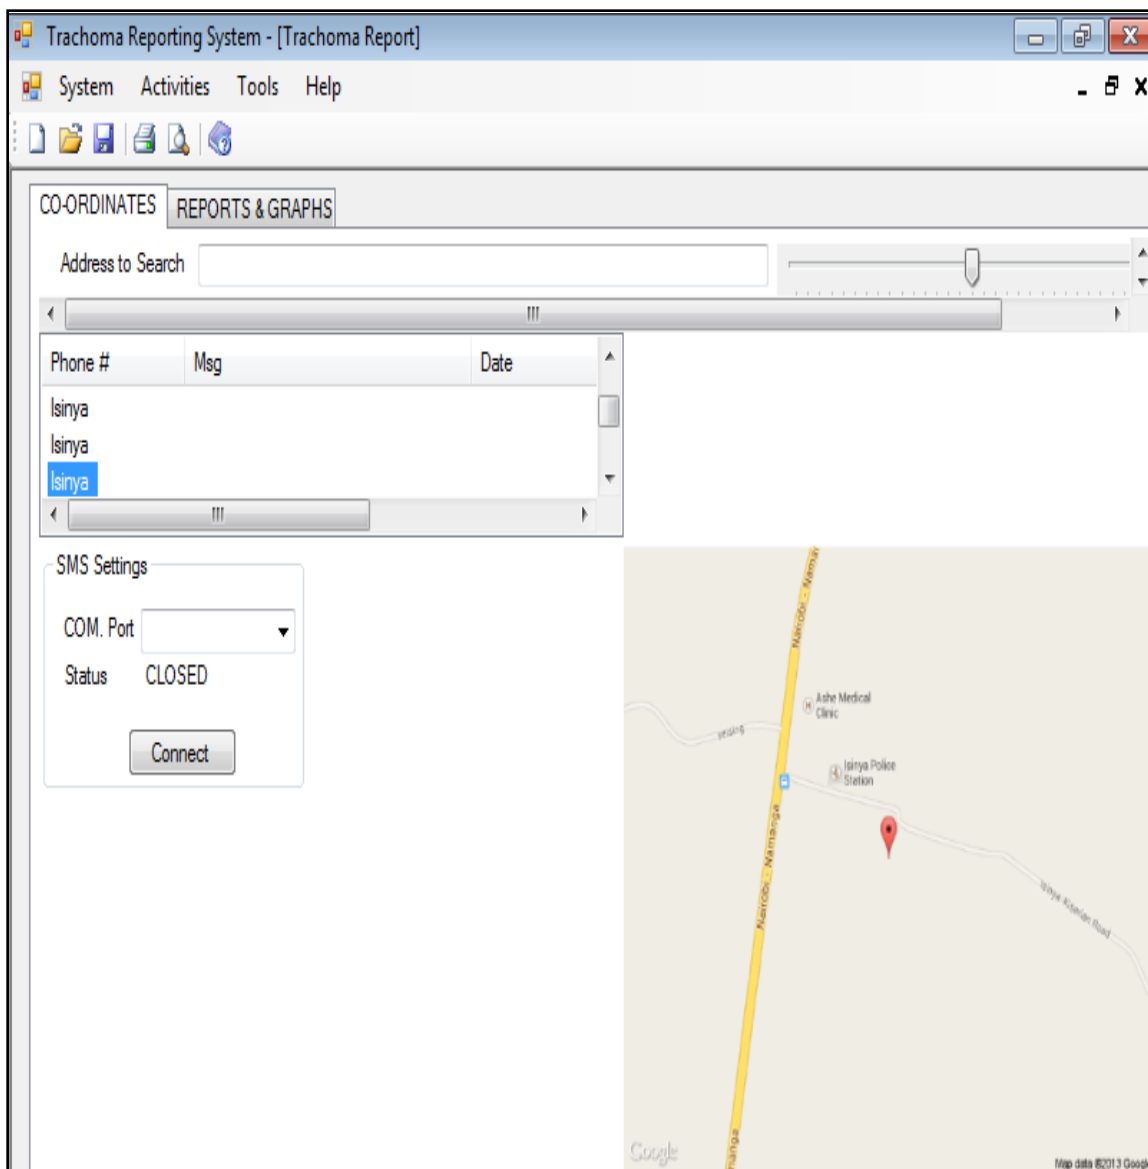 Trachoma Reporting System - [Trachoma Report]
System Activities Tools Help
CO-ORDINATES REPORTS & GRAPHS
Address to Search
Phone # Msg Date
Isinya
Isinya
Isinya
SMS Settings
COM. Port
Status CLOSED
Connect
Nairobi - Naman
Ashe Medical
Clinic
Isinya Police
Station
Nairobi - Namanga
Isinya Kiserian Road
manga
Google
Map data ©2013 Google